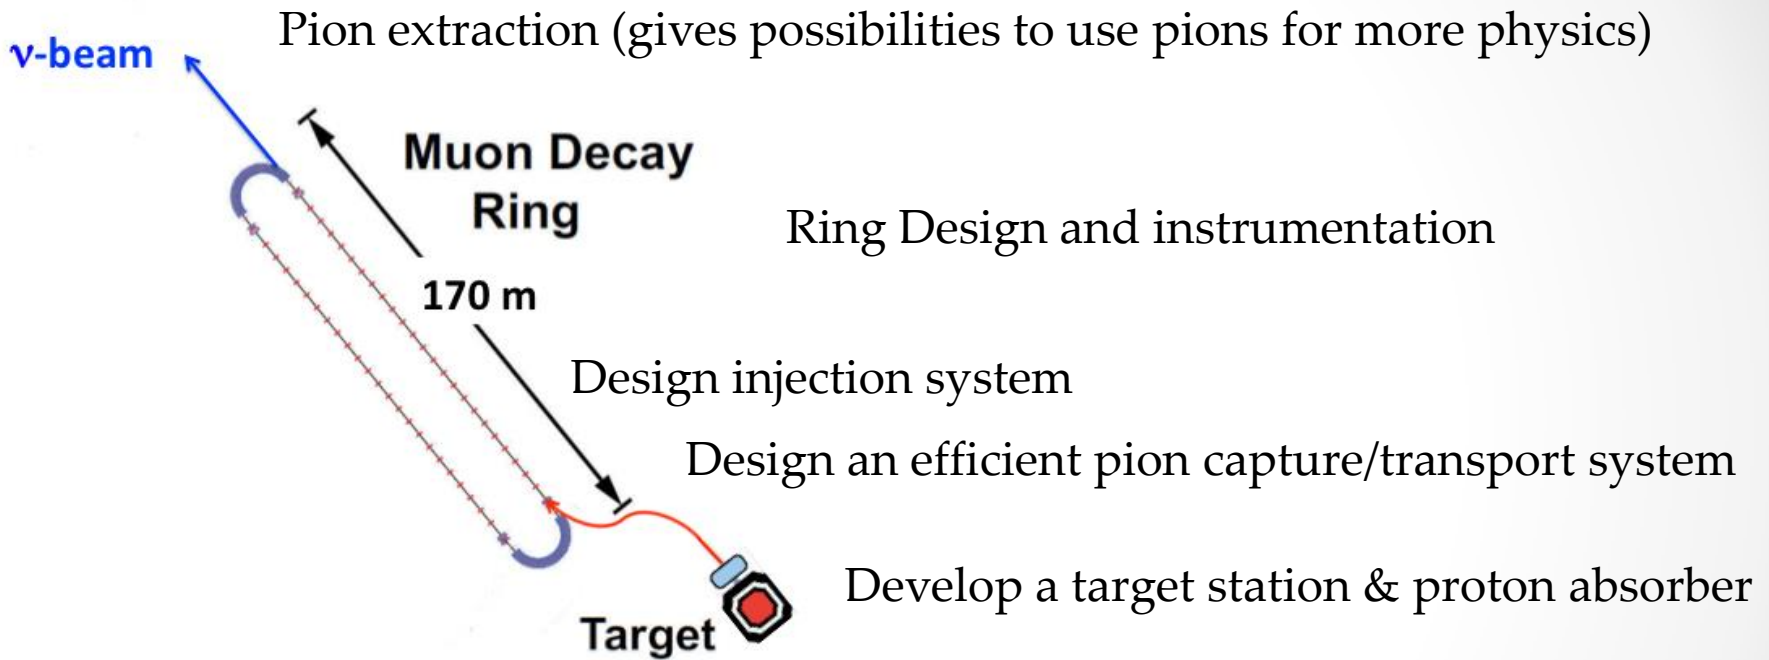 Pion extraction (gives possibilities to use pions for more physics)
ν-beam
Muon Decay
Ring
Ring Design and instrumentation
170 m
Design injection system
Design an efficient pion capture/transport system
Develop a target station & proton absorber
Target